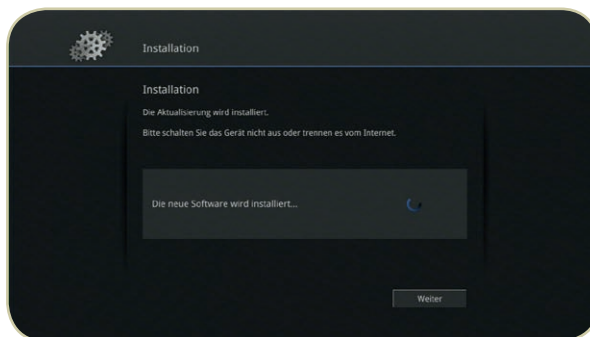 Installation
Installation
Die Aktualisierung wird installiert.
Bitte schalten Sie das Gerät nicht aus oder trennen es vom Internet.
Die neue Software wird installiert...
Weiter